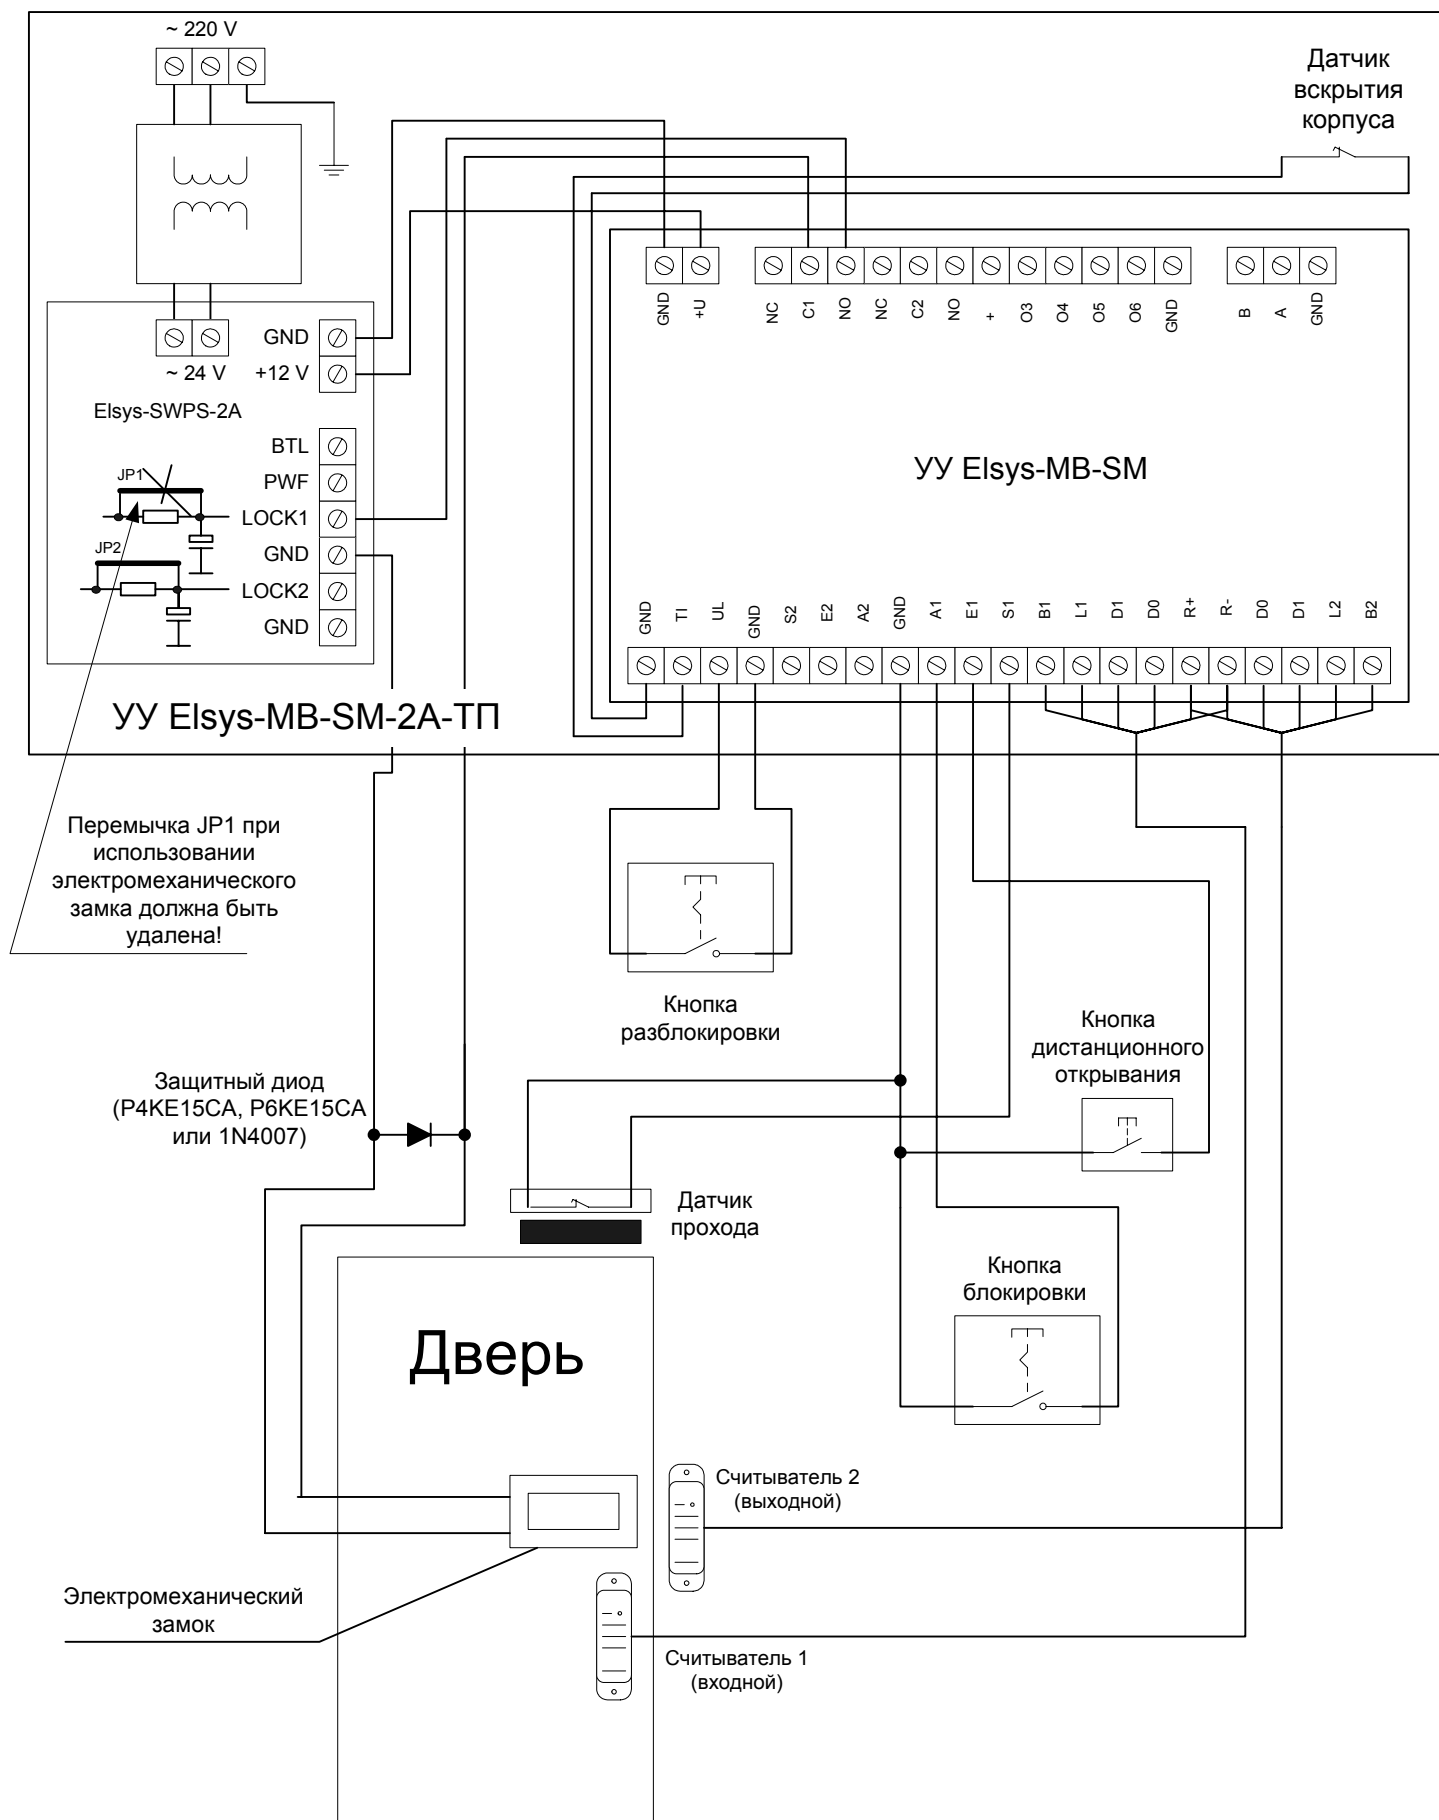 ~ 220 V
Датчик
вскрытия
корпуса
GND
+U
NC
C1
NO
NC
C2
NO
+
O3
O4
O5
O6
GND
B
A
GND
~ 24 V
GND
+12 V
Elsys-SWPS-2A
BTL
PWF
LOCK1
GND
LOCK2
GND
JP1
JP2
УУ Elsys-MB-SM
GND
TI
UL
GND
S2
E2
A2
GND
A1
E1
S1
B1
L1
D1
D0
R+
R-
D0
D1
L2
B2
УУ Elsys-MB-SM-2A-ТП
Перемычка JP1 при
использовании
электромеханического
замка должна быть
удалена!
Кнопка
разблокировки
Кнопка
дистанционного
открывания
Защитный диод
(P4KE15CA, P6KE15CA
или 1N4007)
Датчик
прохода
Кнопка
блокировки
Дверь
Считыватель 2
(выходной)
Электромеханический
замок
Считыватель 1
(входной)